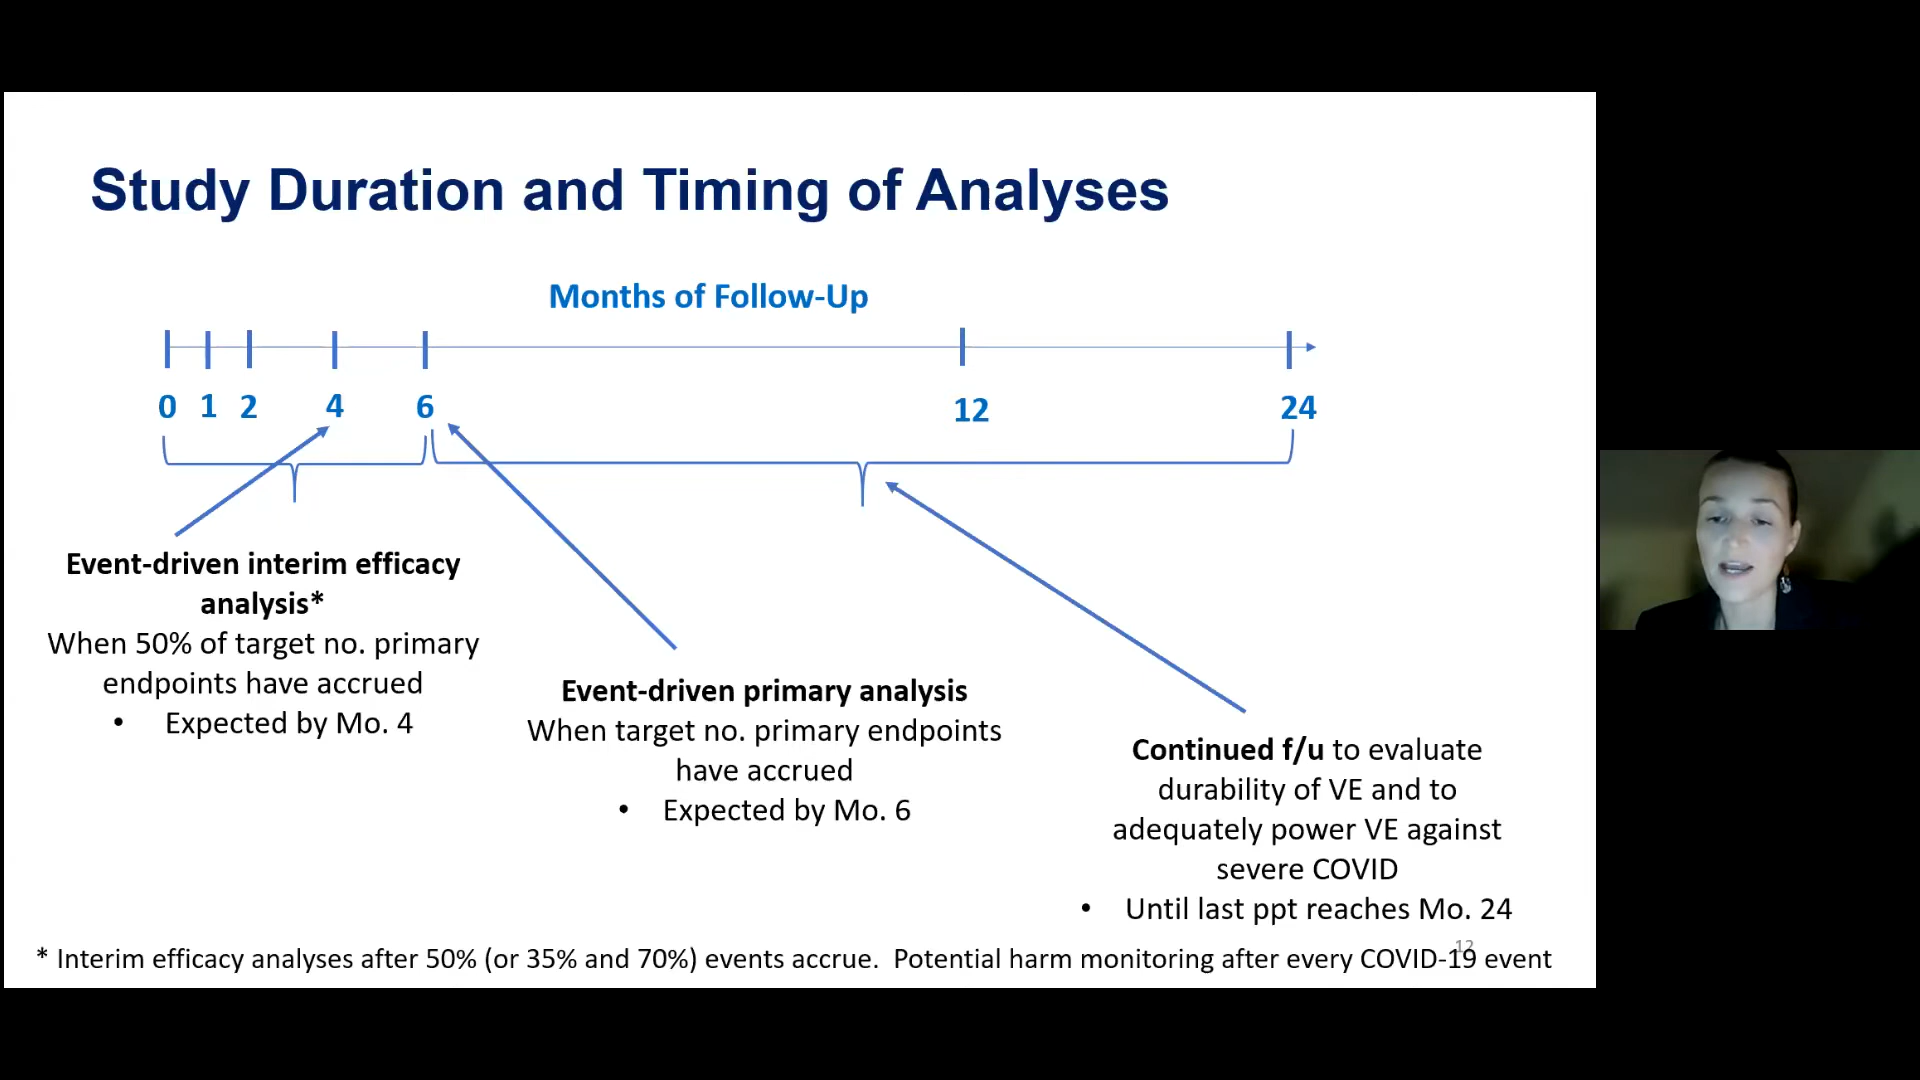 Study Duration and Timing of Analyses
Months of Follow-Up
0 1 2 4 6 12 24
Event-driven interim efficacy
analysis*
When 50% of target no. primary
endpoints have accrued
• Expected by Mo. 4
Event-driven primary analysis
When target no. primary endpoints
have accrued
• Expected by Mo. 6
Continued f/u to evaluate
durability of VE and to
adequately power VE against
severe COVID
• Until last ppt reaches Mo. 24
12
* Interim efficacy analyses after 50% (or 35% and 70%) events accrue. Potential harm monitoring after every COVID-19 event